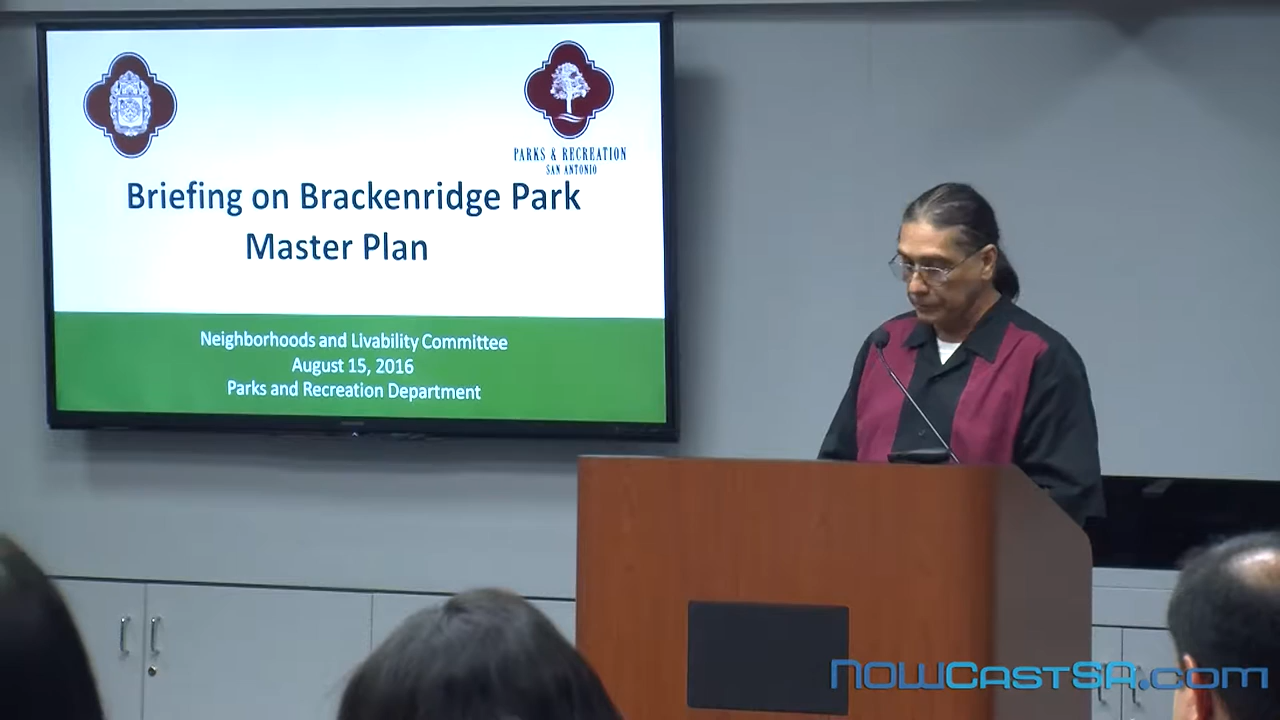 PARKS & RECREATION
SAN ANTONIO
Briefing on Brackenridge Park
Master Plan
Neighborhoods and Livability Committee
August 15, 2016
Parks and Recreation Department
NOWCastSA.com